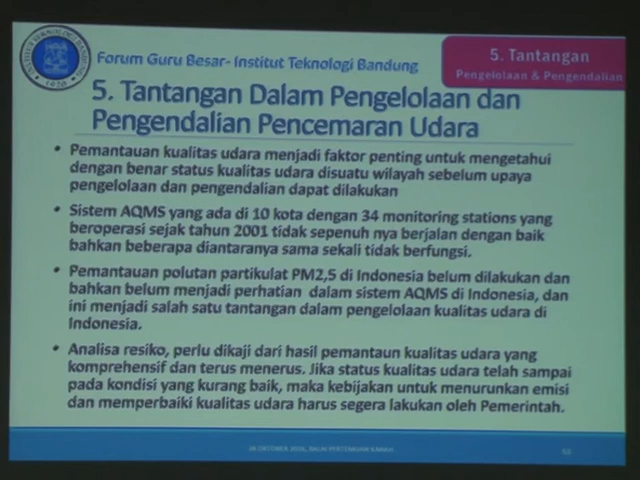 Forum Guru Besar- Institut Teknologi Bandung
5. Tantangan
Pengelolaan & Pengendalian
5. Tantangan Dalam Pengelolaan dan
Pengendalian Pencemaran Udara
• Pemantauan kualitas udara menjadi faktor penting untuk mengetahui
dengan benar status kualitas udara disuatu wilayah sebelum upaya
pengelolaan dan pengendalian dapat dilakukan
• Sistem AQMS yang ada di 10 kota dengan 34 monitoring stations yang
beroperasi sejak tahun 2001 tidak sepenuh nya berjalan dengan baik
bahkan beberapa diantaranya sama sekali tidak berfungsi.
• Pemantauan polutan partikulat PM2,5 di Indonesia belum dilakukan dan
bahkan belum menjadi perhatian dalam sistem AQMS di Indonesia, dan
ini menjadi salah satu tantangan dalam pengelolaan kualitas udara di
Indonesia.
• Analisa resiko, perlu dikaji dari hasil pemantaun kualitas udara yang
komprehensif dan terus menerus. Jika status kualitas udara telah sampai
pada kondisi yang kurang baik, maka kebijakan untuk menurunkan emisi
dan memperbaiki kualitas udara harus segera lakukan oleh Pemerintah.